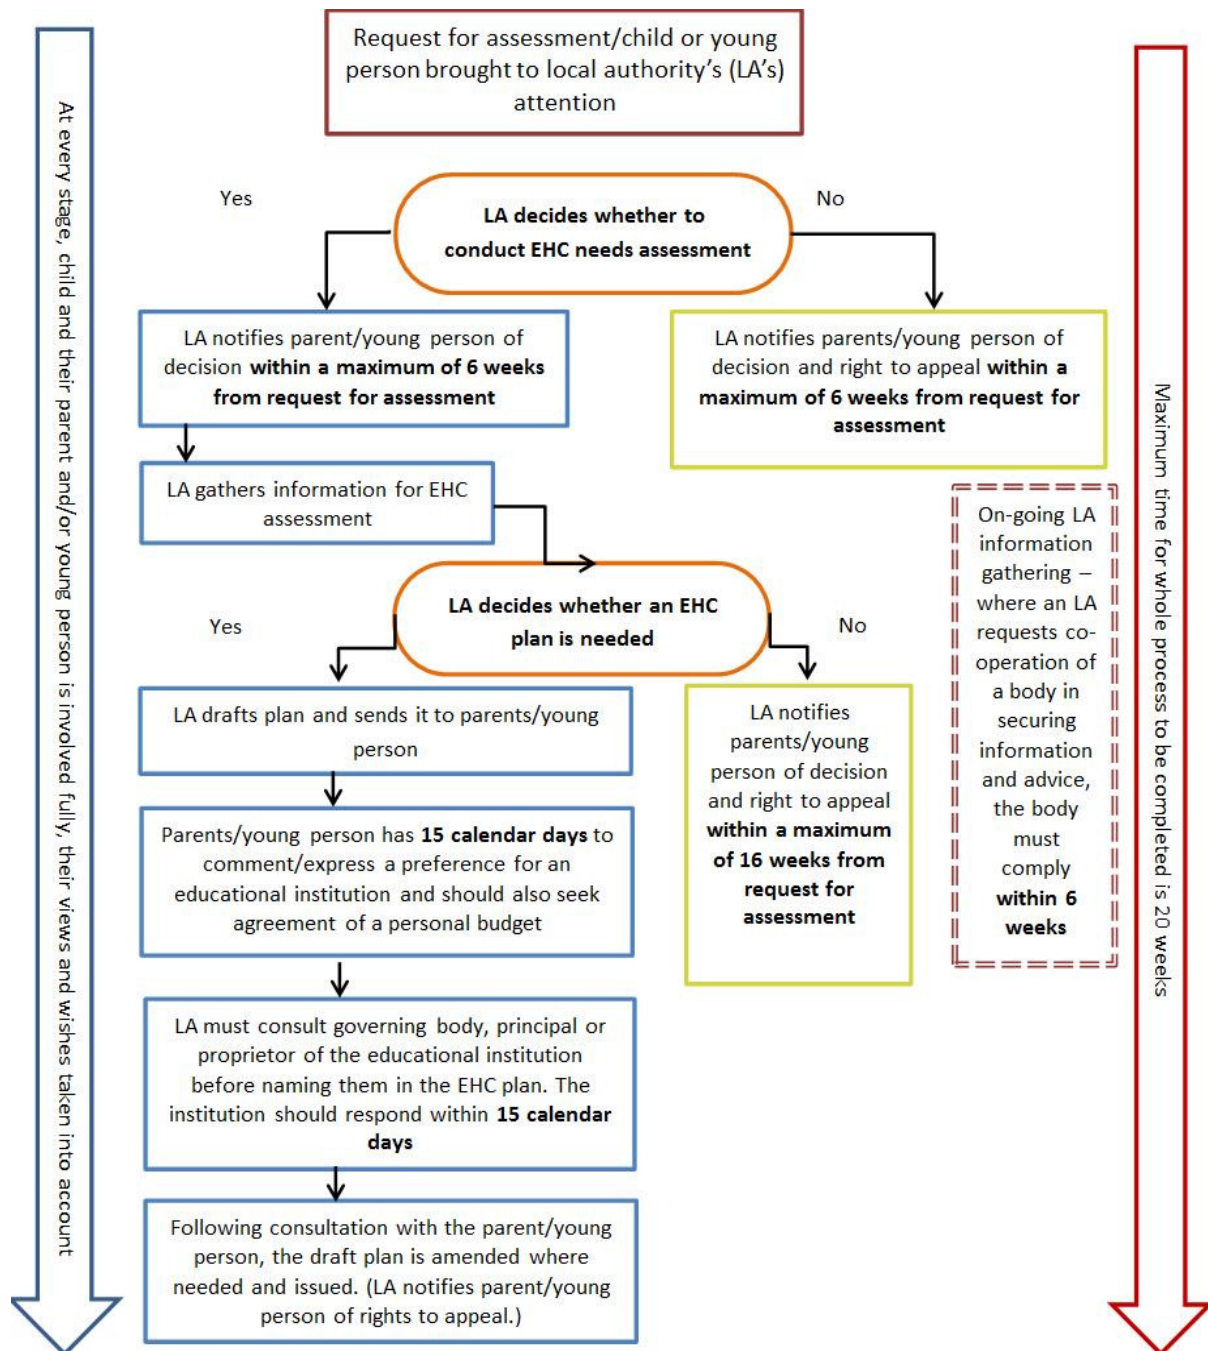 Request for assessment/child or young
person brought to local authority’s (LA’s)
attention
At every stage, child and their parent and/or young person is involved fully, their views and wishes taken into account
Maximum time for whole process to be completed is 20 weeks
Yes
LA decides whether to
conduct EHC needs assessment
No
LA notifies parent/young person of
decision within a maximum of 6 weeks
from request for assessment
LA notifies parents/young person of
decision and right to appeal within a
maximum of 6 weeks from request for
assessment
LA gathers information for EHC
assessment
On-going LA
information
gathering –
where an LA
requests co-
operation of
a body in
securing
information
and advice,
the body
must
comply
within 6
weeks
Yes
LA decides whether an EHC
plan is needed
No
LA drafts plan and sends it to parents/young
person
LA notifies
parents/young
person of decision
and right to appeal
within a maximum
of 16 weeks from
request for
assessment
Parents/young person has 15 calendar days to
comment/express a preference for an
educational institution and should also seek
agreement of a personal budget
LA must consult governing body, principal or
proprietor of the educational institution
before naming them in the EHC plan. The
institution should respond within 15 calendar
days
Following consultation with the parent/young
person, the draft plan is amended where
needed and issued. (LA notifies parent/young
person of rights to appeal.)